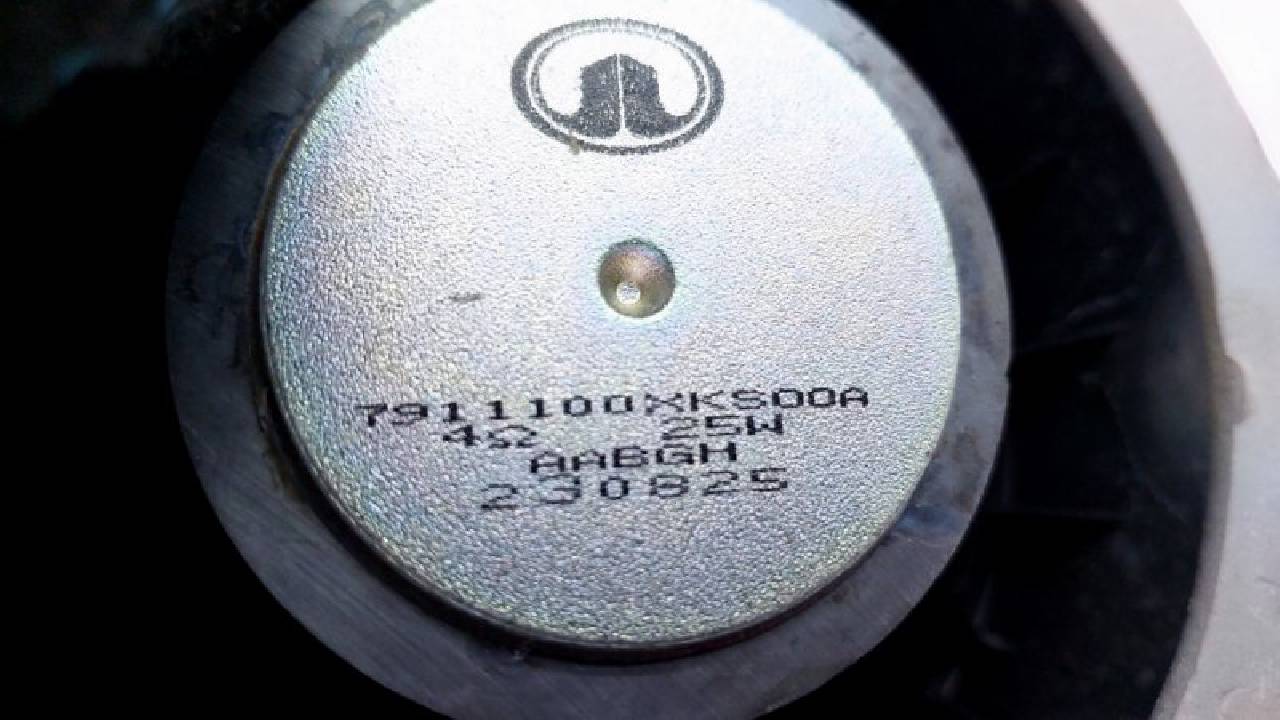 7911100XKS00A
4Ω 25W
AABGH
230825